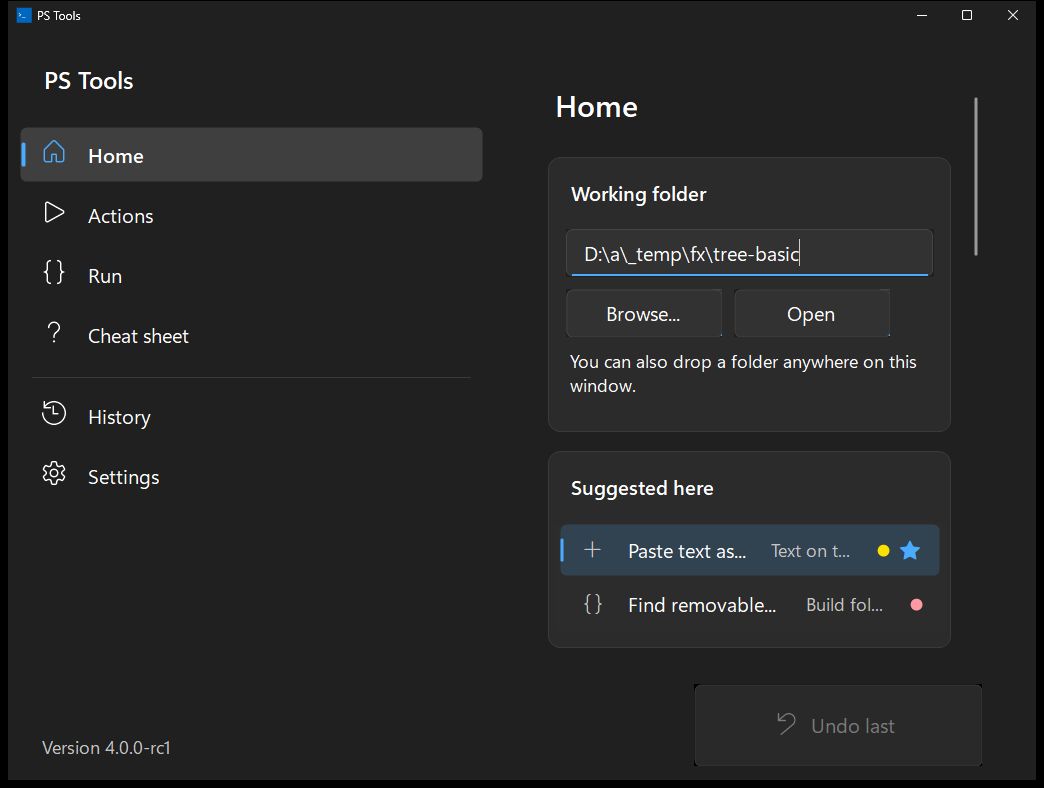 PS Tools
PS Tools
Home
Actions
Run
Cheat sheet
History
Settings
Version 4.0.0-rc1
Home
Working folder
D:\a\_temp\fx\tree-basic
Browse... Open
You can also drop a folder anywhere on this
window.
Suggested here
Paste text as... Text on t...
Find removable... Build fol...
Undo last